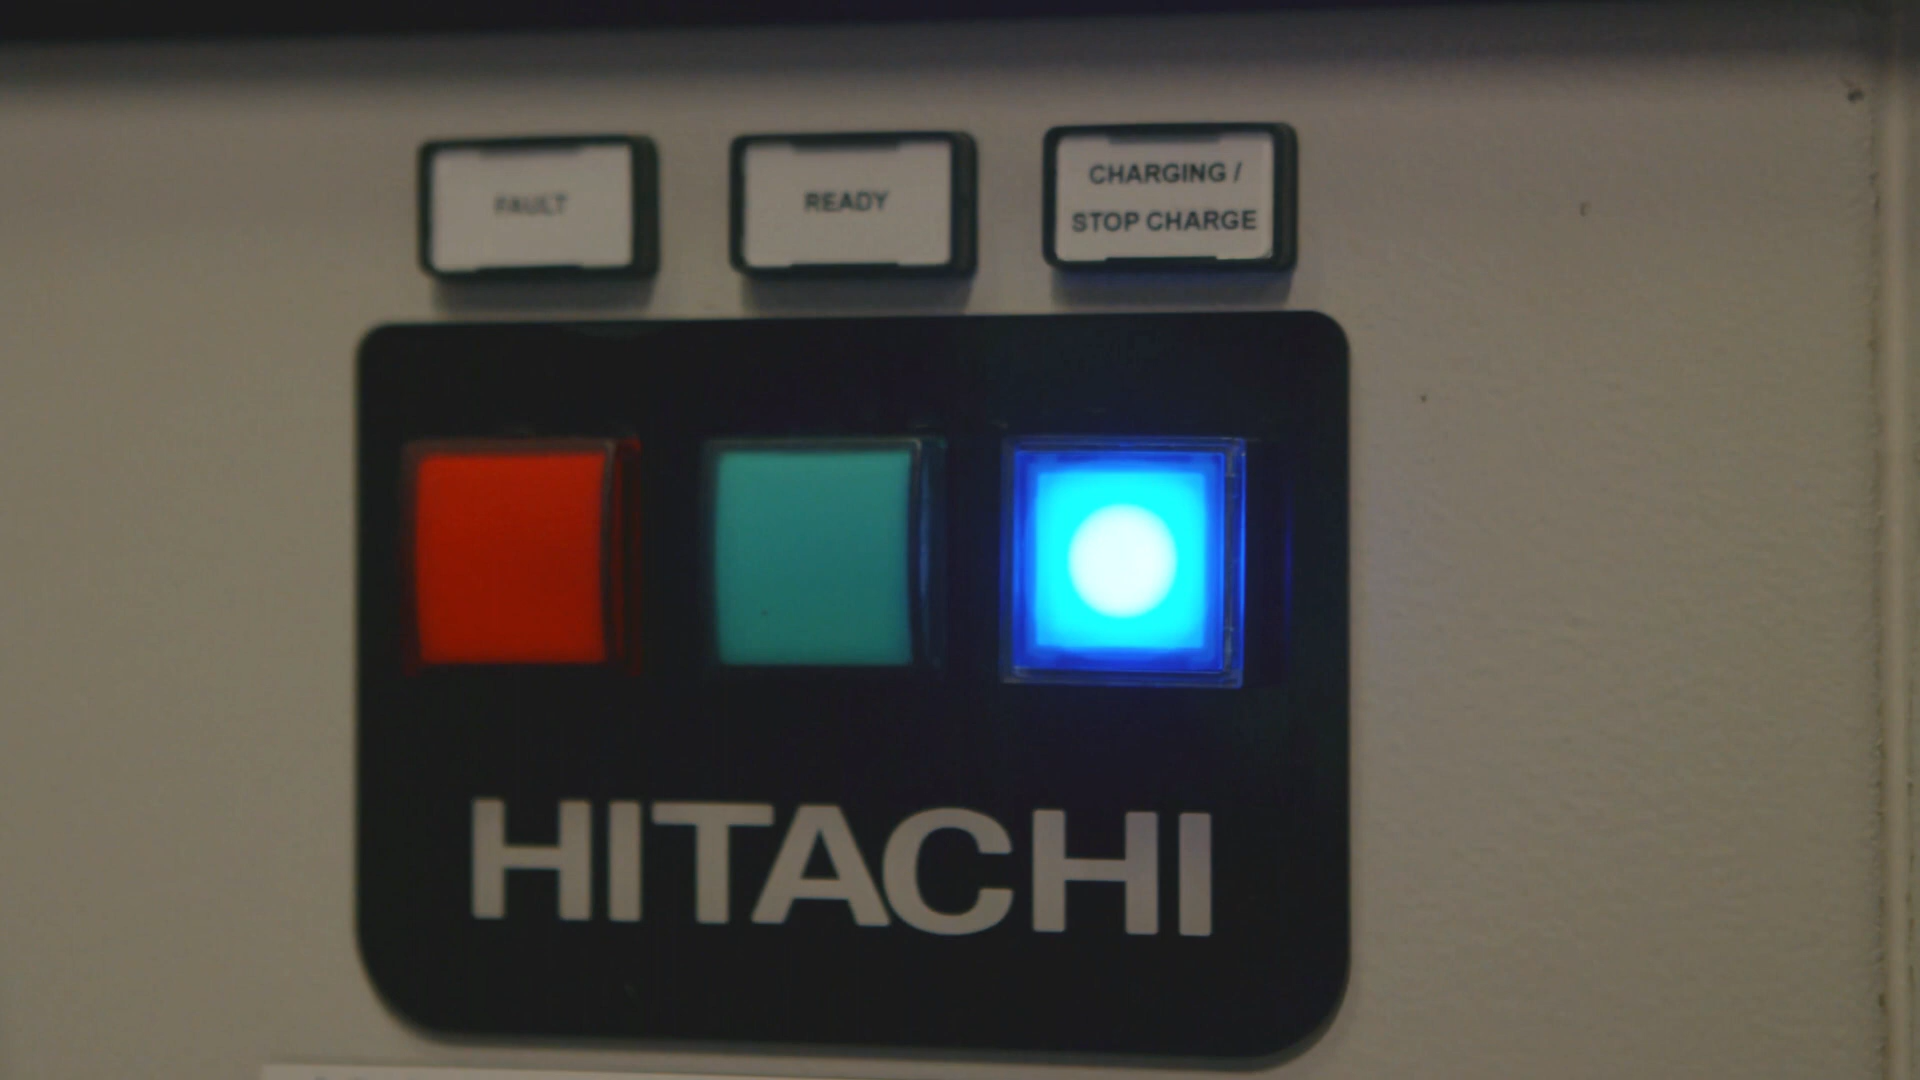 FAULT
READY
CHARGING /
STOP CHARGE
HITACHI